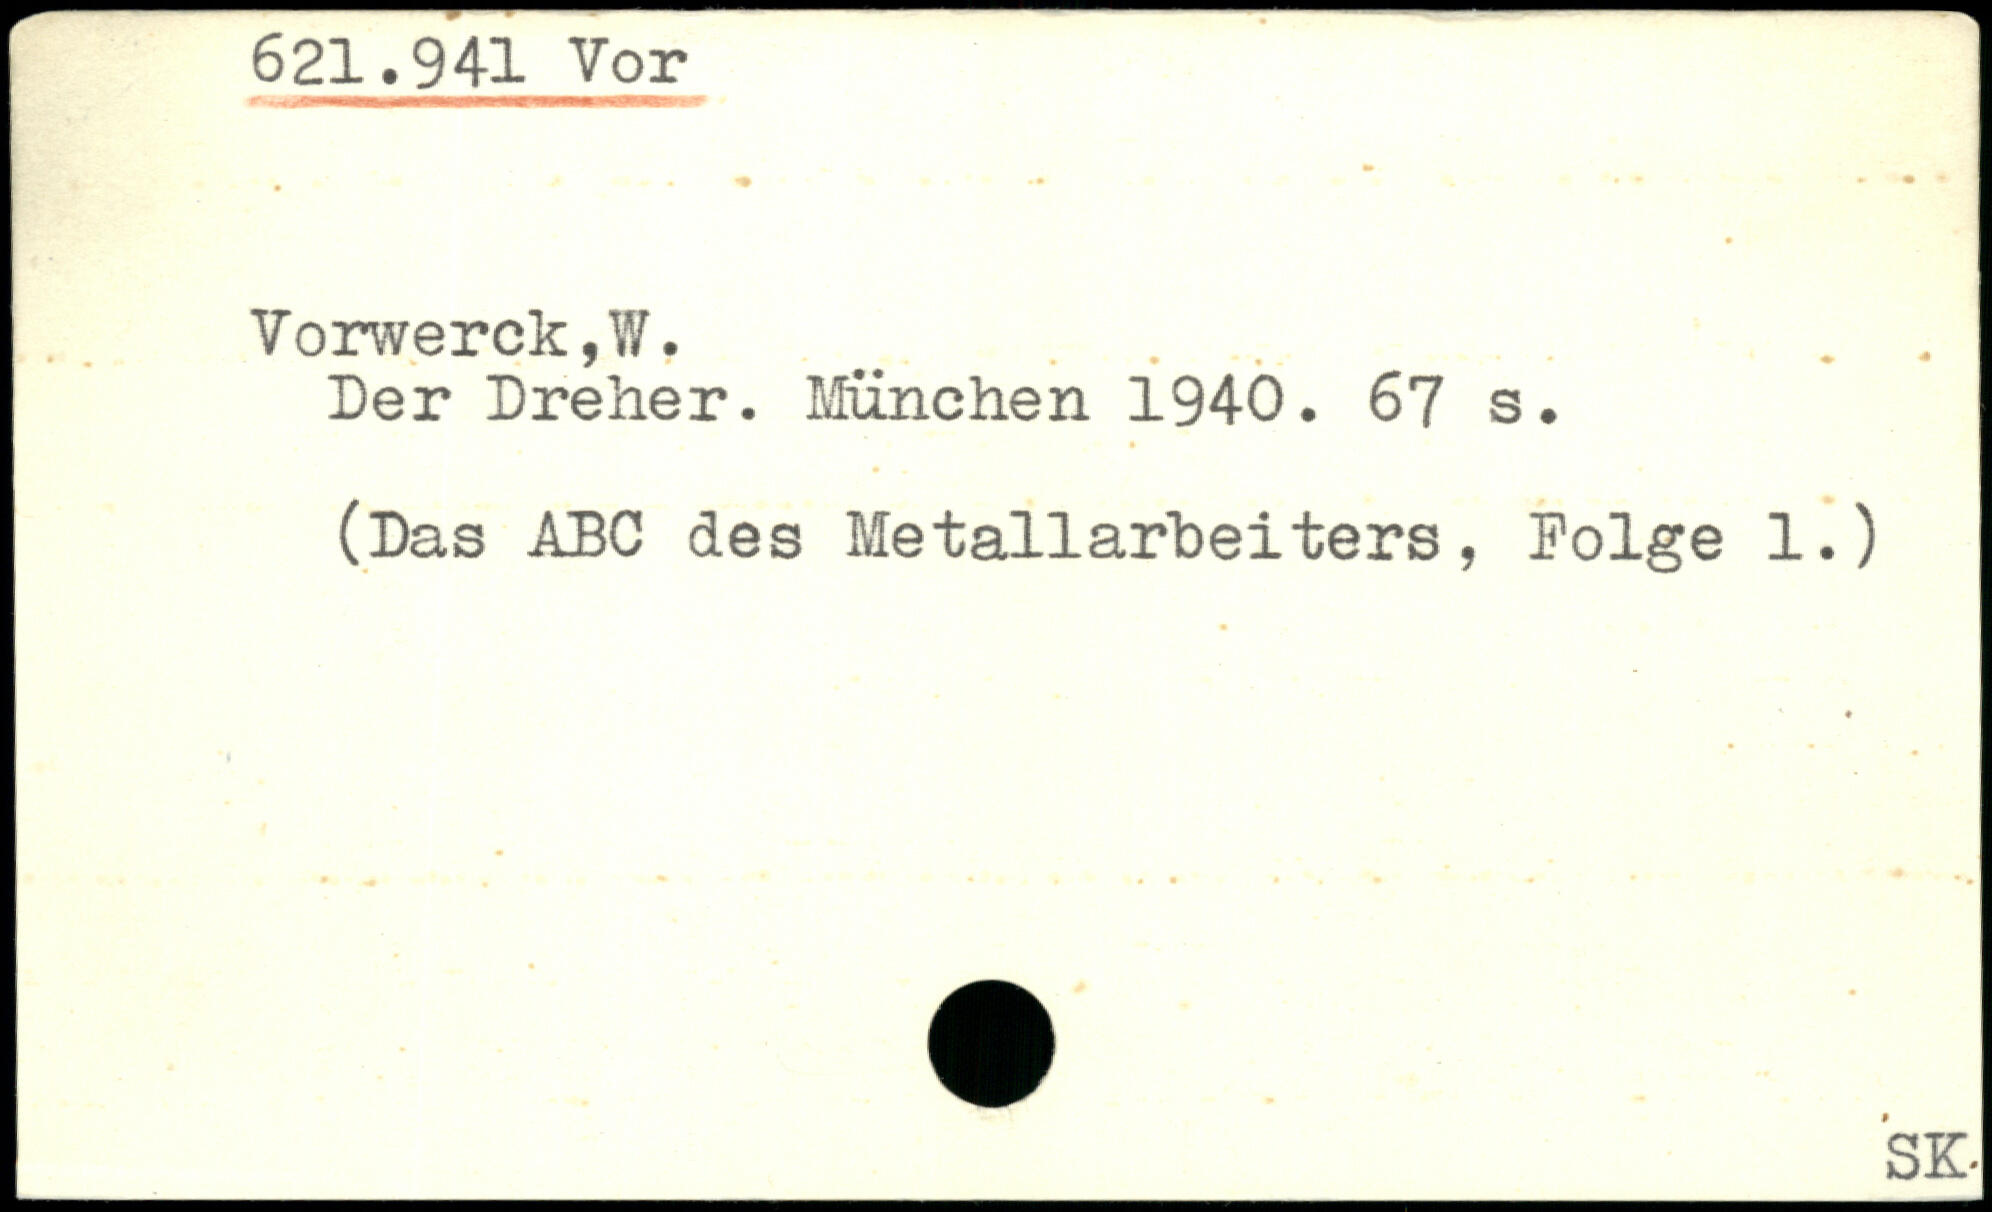 621.941 Vor
Vorwerck,W.
Der Dreher. München 1940. 67 s.
(Das ABC des Metallarbeiters, Folge 1.)
SK